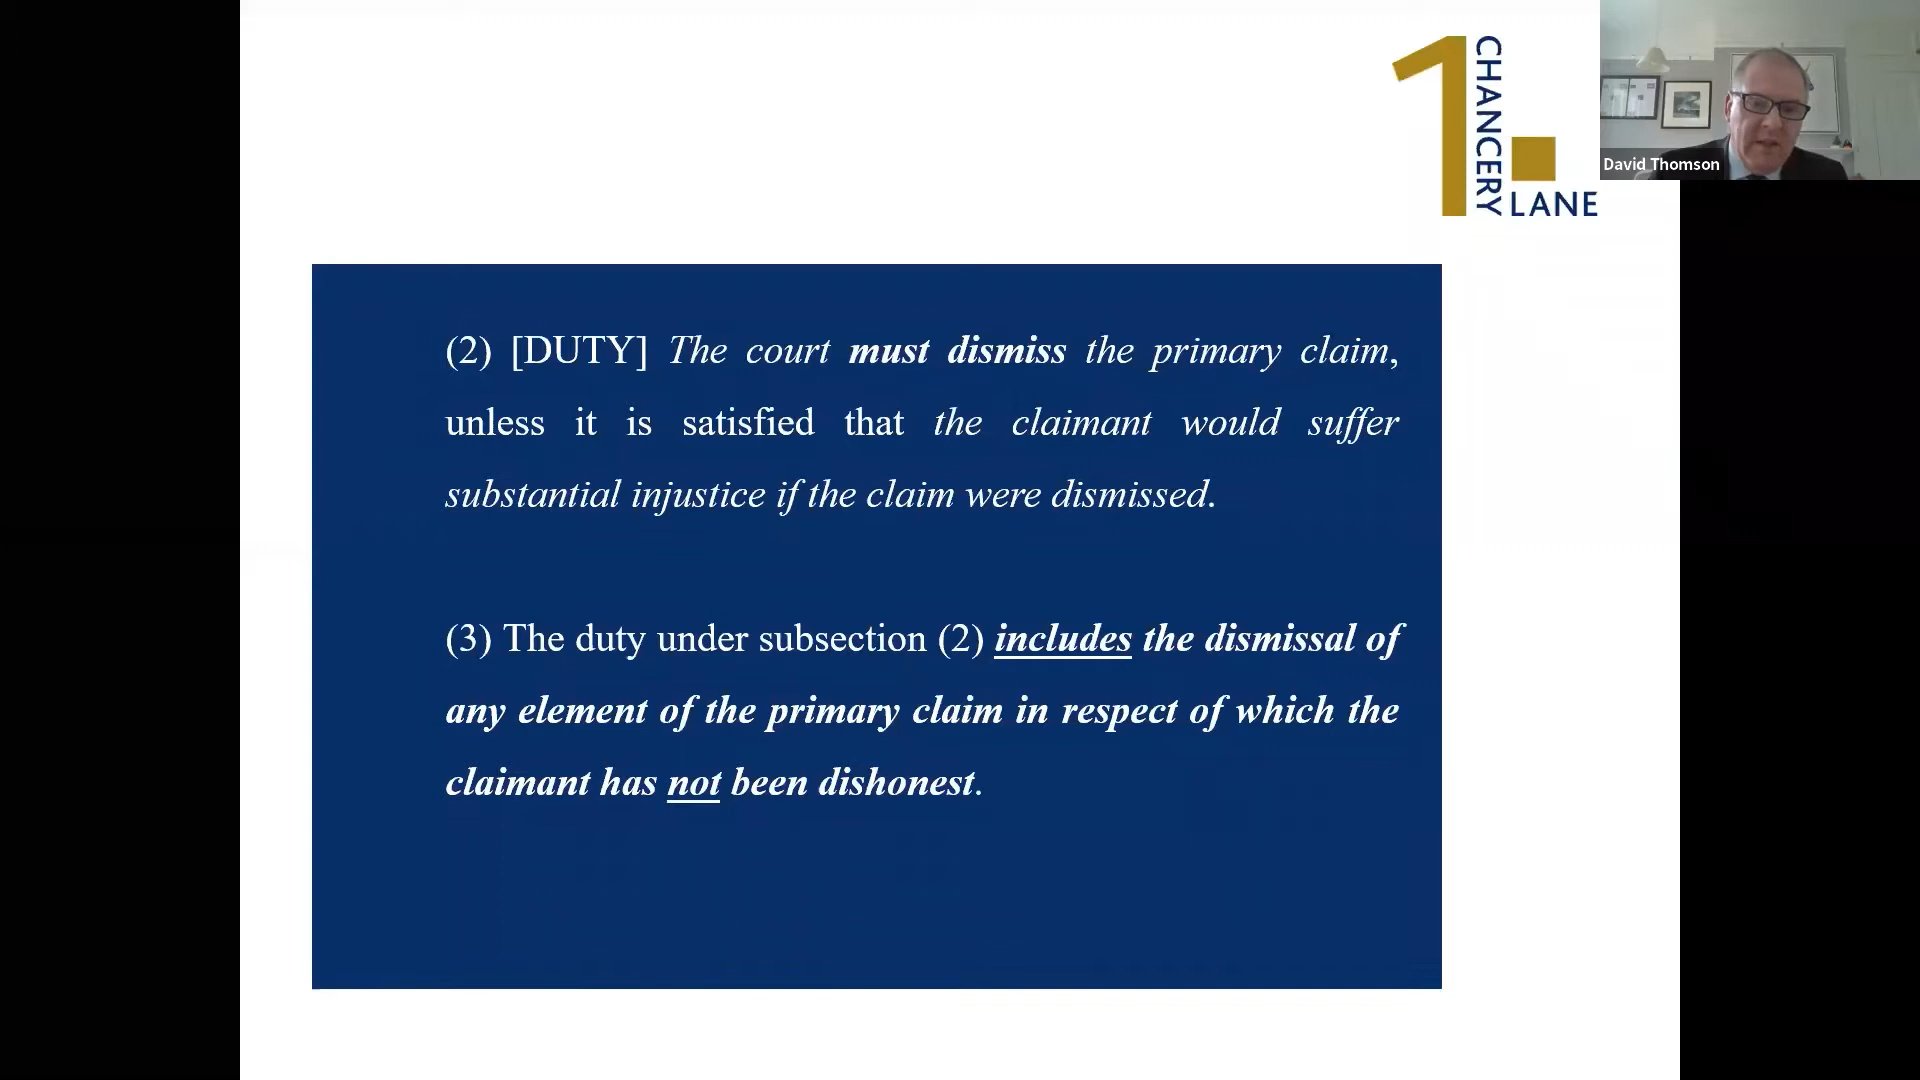 1 CHANCERY LANE
David Thomson
(2) [DUTY] The court must dismiss the primary claim,
unless it is satisfied that the claimant would suffer
substantial injustice if the claim were dismissed.
(3) The duty under subsection (2) includes the dismissal of
any element of the primary claim in respect of which the
claimant has not been dishonest.